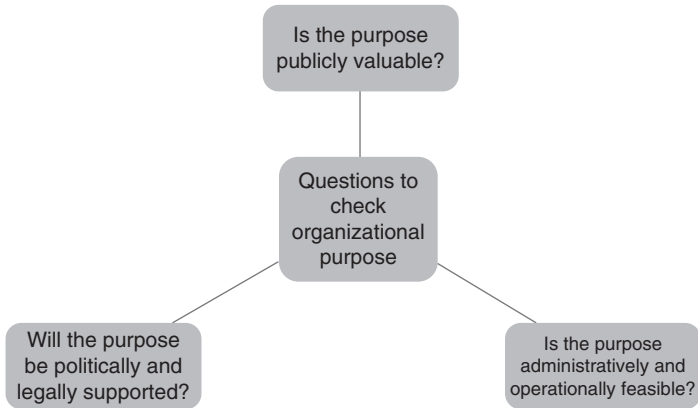 Is the purpose
publicly valuable?
Questions to
check
organizational
purpose
Will the purpose
be politically and
legally supported?
Is the purpose
administratively and
operationally feasible?